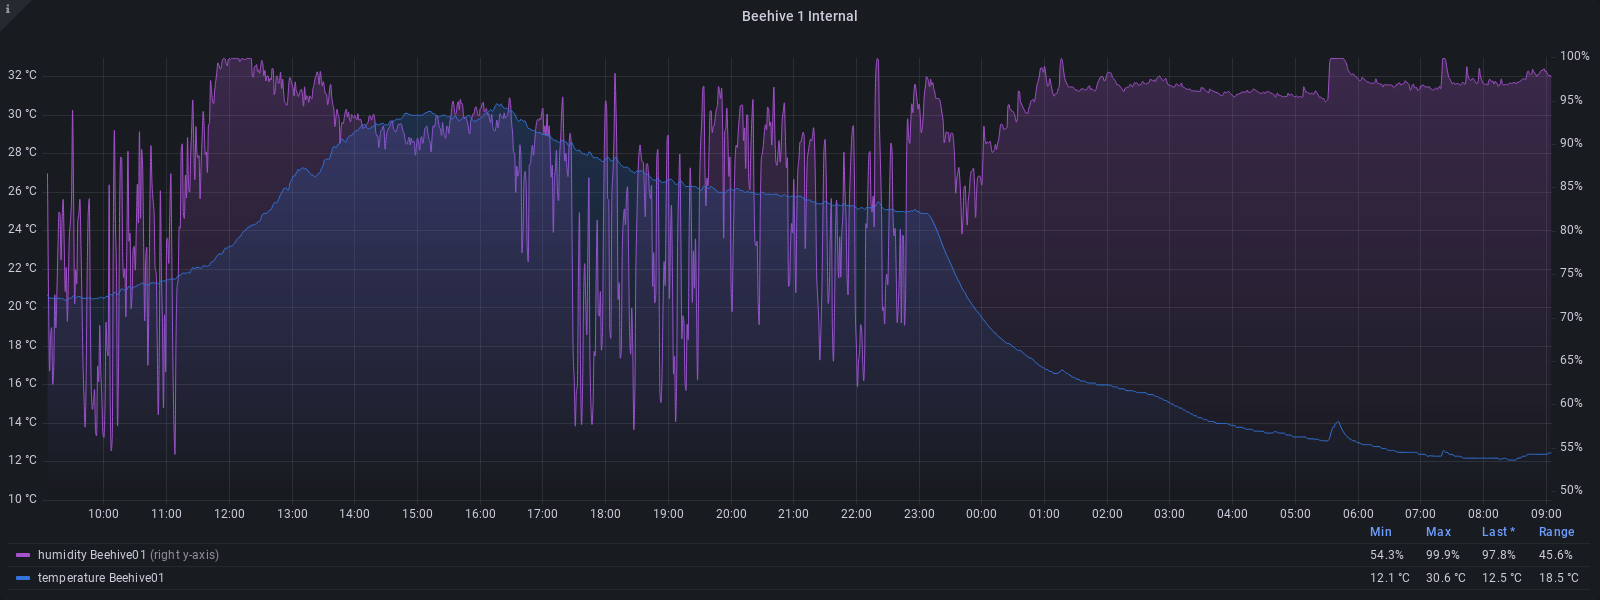 i
Beehive 1 Internal
32 °C
30 °C
28 °C
26 °C
24 °C
22 °C
20 °C
18 °C
16 °C
14 °C
12 °C
10 °C
100%
95%
90%
85%
80%
75%
70%
65%
60%
55%
50%
10:00 11:00 12:00 13:00 14:00 15:00 16:00 17:00 18:00 19:00 20:00 21:00 22:00 23:00 00:00 01:00 02:00 03:00 04:00 05:00 06:00 07:00 08:00 09:00
Min Max Last * Range
humidity Beehive01 (right y-axis) 54.3% 99.9% 97.8% 45.6%
temperature Beehive01 12.1 °C 30.6 °C 12.5 °C 18.5 °C